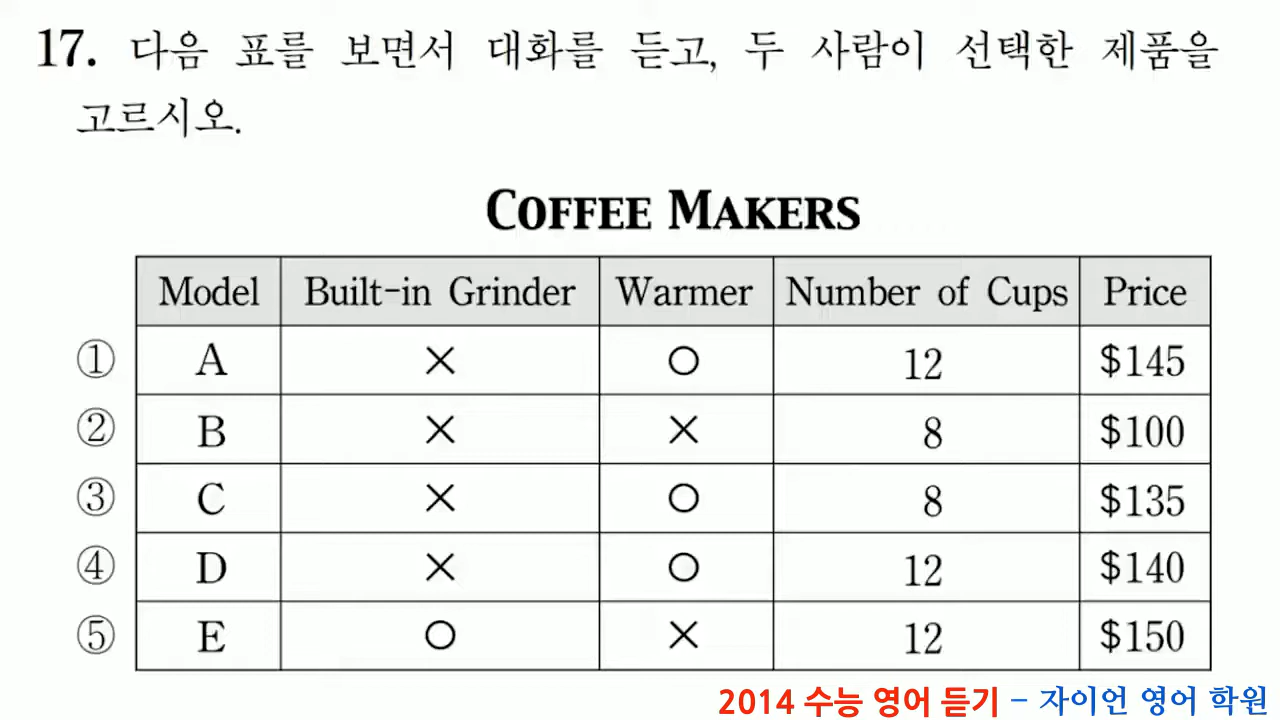 17. 다음 표를 보면서 대화를 듣고, 두 사람이 선택한 제품을
고르시오.
COFFEE MAKERS
Model Built-in Grinder Warmer Number of Cups Price
① A × ○ 12 $145
② B × × 8 $100
③ C × ○ 8 $135
④ D × ○ 12 $140
⑤ E ○ × 12 $150
2014 수능 영어 듣기 - 자이언 영어 학원